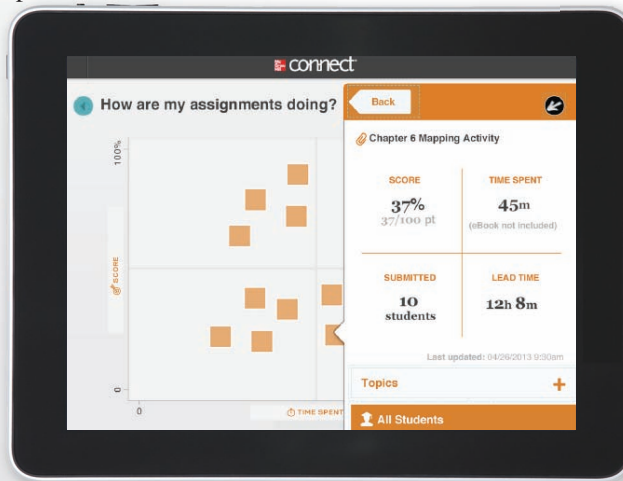 connect
How are my assignments doing?
Back
Chapter 6 Mapping Activity
100%
SCORE
0
0
TIME SPENT
SCORE
37%
37/100 pt
TIME SPENT
45m
(eBook not included)
SUBMITTED
10
students
LEAD TIME
12h 8m
Last updated: 04/26/2013 9:30am
Topics
All Students